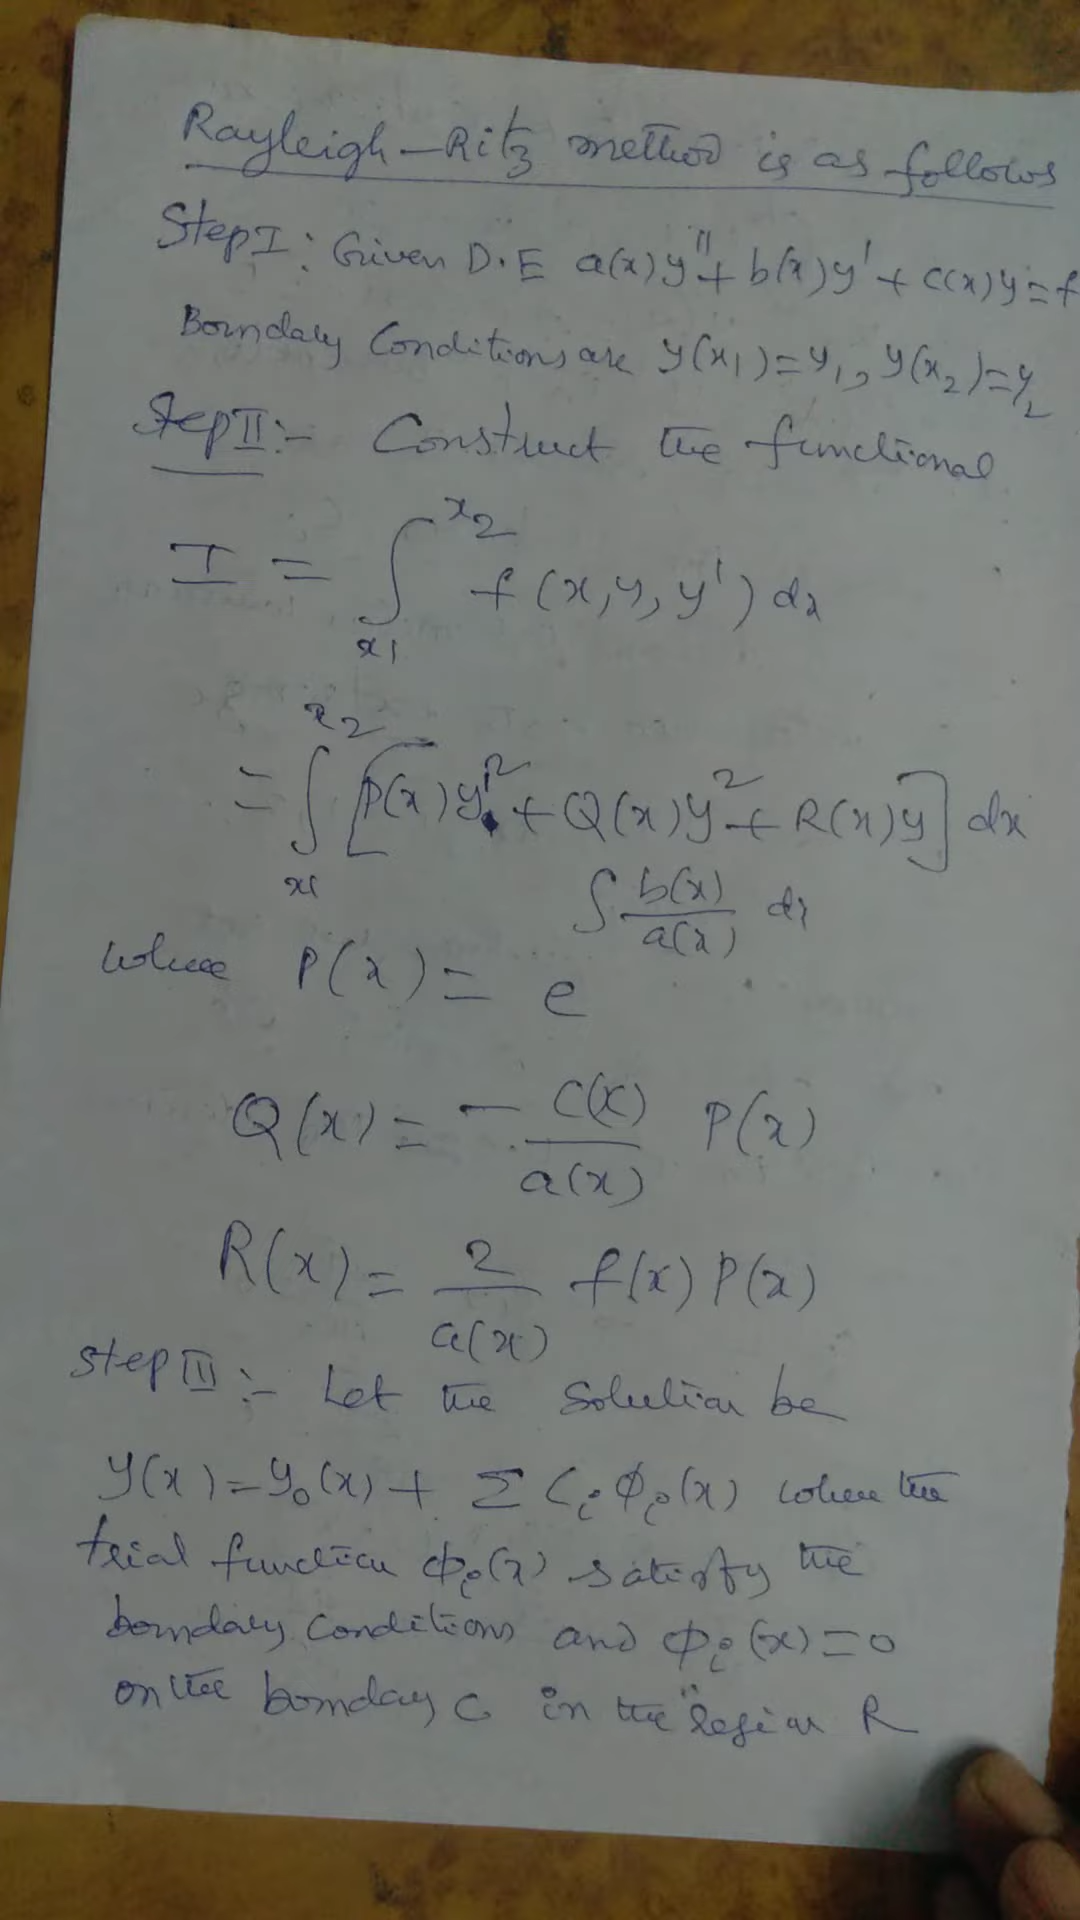 Rayleigh-Ritz method is as follows
Step I: Given D.E a(x)y'' + b(x)y' + c(x)y = f
Boundary Conditions are y(x₁)=y₁, y(x₂)=y₂
Step II:- Construct the functional
I = ∫_{x1}^{x2} f(x,y,y') dx
= ∫_{x1}^{x2} [P(x)y'² + Q(x)y² + R(x)y] dx
where P(x) = e^{∫ b(x)/a(x) dx}
Q(x) = - c(x)/a(x) P(x)
R(x) = 2/a(x) f(x) P(x)
Step III:- Let the Solution be
y(x) = y₀(x) + Σ Cᵢ ϕᵢ(x) where the
trial function ϕᵢ(x) satisfy the
boundary conditions and ϕᵢ(x) = 0
on the boundary C in the region R